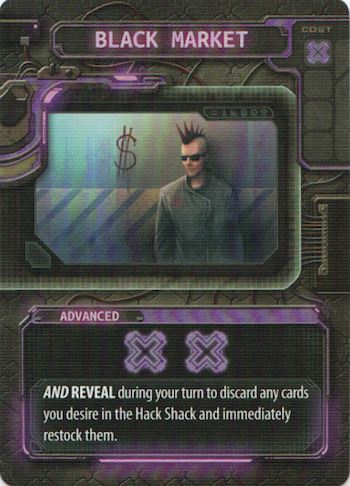 BLACK MARKET
COST
$
ADVANCED
AND REVEAL during your turn to discard any cards
you desire in the Hack Shack and immediately
restock them.